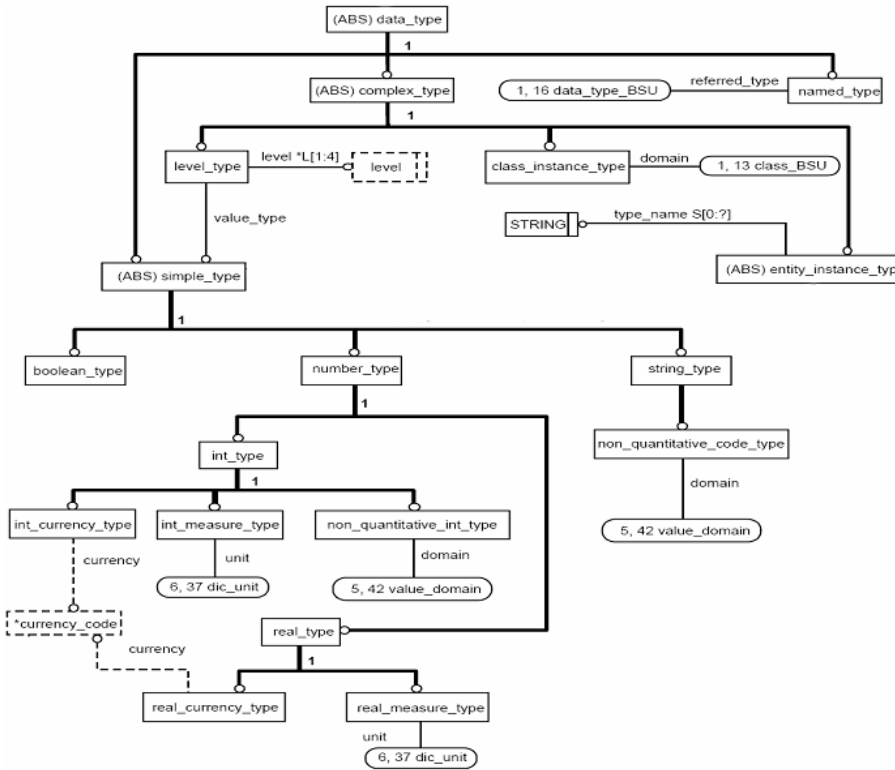 (ABS) data_type
1
(ABS) complex_type
1, 16 data_type_BSU
referred_type
named_type
1
level_type
level *L[1:4]
level
class_instance_type
domain
1, 13 class_BSU
value_type
STRING
type_name S[0:?]
(ABS) simple_type
(ABS) entity_instance_typ
1
boolean_type
number_type
string_type
1
int_type
non_quantitative_code_type
1
domain
int_currency_type
int_measure_type
non_quantitative_int_type
5, 42 value_domain
currency
unit
domain
6, 37 dic_unit
5, 42 value_domain
*currency_code
real_type
currency
1
real_currency_type
real_measure_type
unit
6, 37 dic_unit